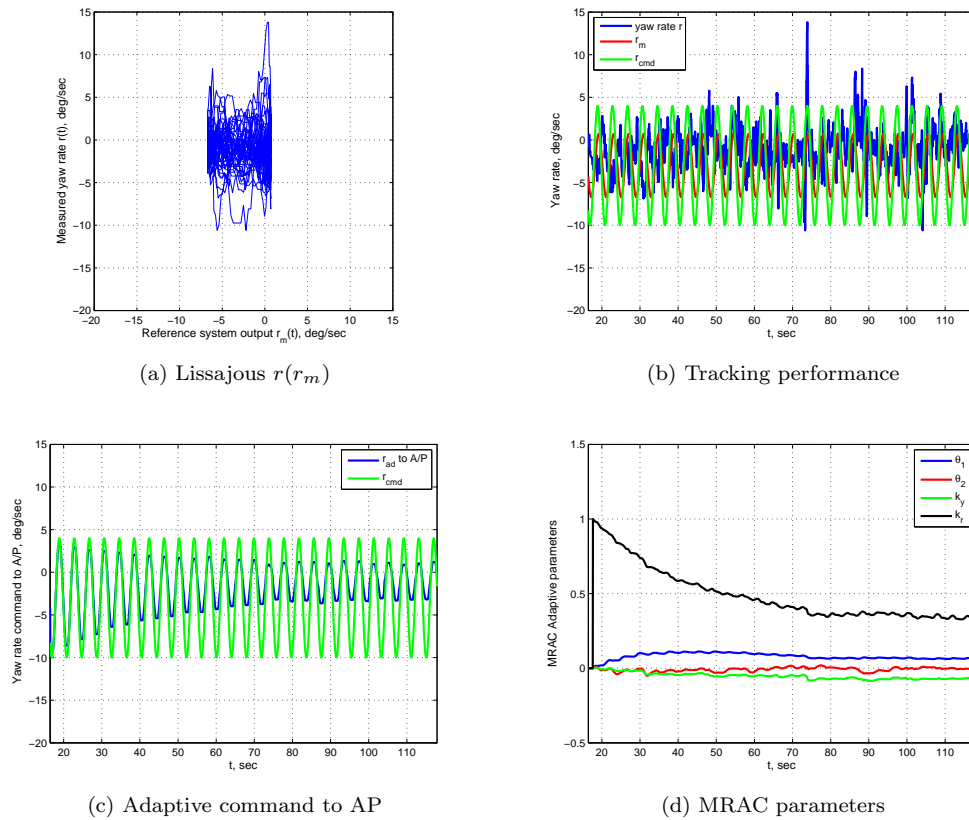 15
10
5
0
−5
−10
−15
−20
−20 −15 −10 −5 0 5 10 15
Measured yaw rate r(t), deg/sec
Reference system output r_m(t), deg/sec
(a) Lissajous r(r_m)
15
10
5
0
−5
−10
−15
−20
20 30 40 50 60 70 80 90 100 110
Yaw rate, deg/sec
t, sec
yaw rate r
r_m
r_cmd
(b) Tracking performance
15
10
5
0
−5
−10
−15
−20
20 30 40 50 60 70 80 90 100 110
Yaw rate command to A/P, deg/sec
t, sec
r_ad to A/P
r_cmd
(c) Adaptive command to AP
1.5
1
0.5
0
−0.5
20 30 40 50 60 70 80 90 100 110
MRAC Adaptive parameters
t, sec
θ_1
θ_2
k_y
k_r
(d) MRAC parameters